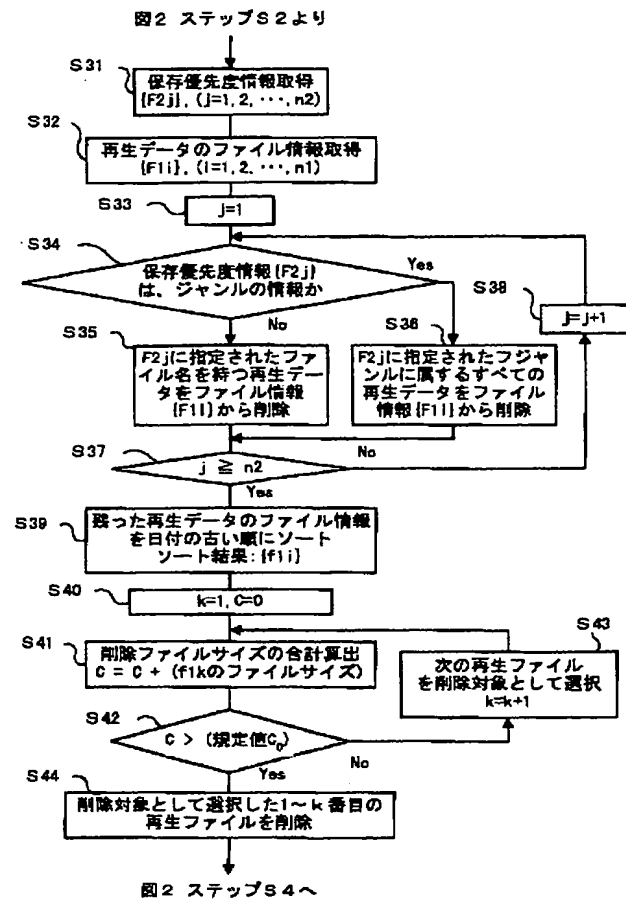 図2 ステップS2より
S31
保存優先度情報取得
{F2j}, (j=1, 2, ・・・, n2)
S32
再生データのファイル情報取得
{F1i}, (i=1, 2, ・・・, n1)
S33
j=1
S34
保存優先度情報{F2j}
は、ジャンルの情報か
Yes
No
S38
j=j+1
S35
F2jに指定されたファ
イル名を持つ再生デー
タをファイル情報
{F1i}から削除
S36
F2jに指定されたフジャ
ンルに属するすべての
再生データをファイル
情報{F1i}から削除
S37
j ≧ n2
No
Yes
S39
残った再生データのファイル情報
を日付の古い順にソート
ソート結果:{f1i}
S40
k=1, C=0
S41
削除ファイルサイズの合計算出
C = C + (f1kのファイルサイズ)
S43
次の再生ファイル
を削除対象として選択
k=k+1
S42
C > (規定値C₀)
No
Yes
S44
削除対象として選択した1～k番目の
再生ファイルを削除
図2 ステップS4へ